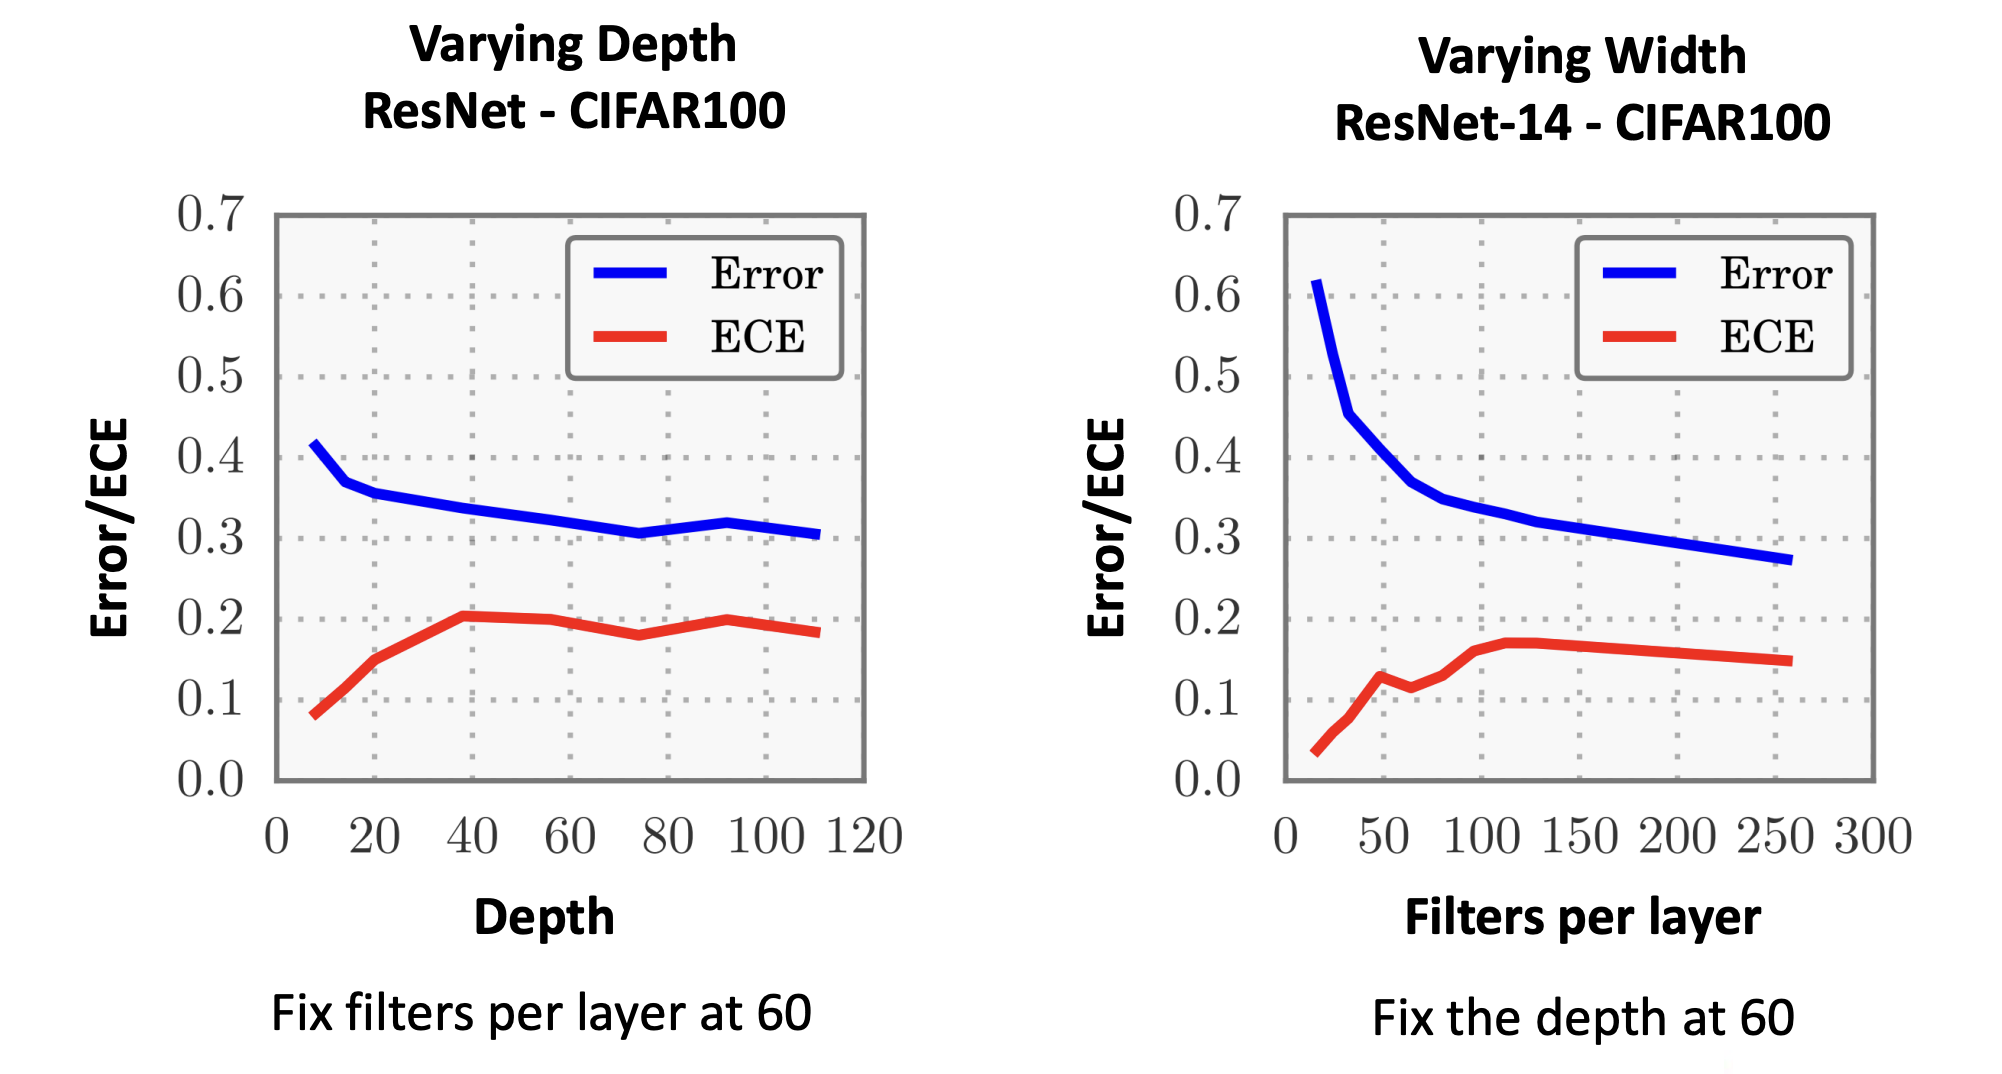 Varying Depth
ResNet - CIFAR100
0.7
0.6
0.5
0.4
0.3
0.2
0.1
0.0
Error/ECE
Error
ECE
0 20 40 60 80 100 120
Depth
Fix filters per layer at 60
Varying Width
ResNet-14 - CIFAR100
0.7
0.6
0.5
0.4
0.3
0.2
0.1
0.0
Error/ECE
Error
ECE
0 50 100 150 200 250 300
Filters per layer
Fix the depth at 60